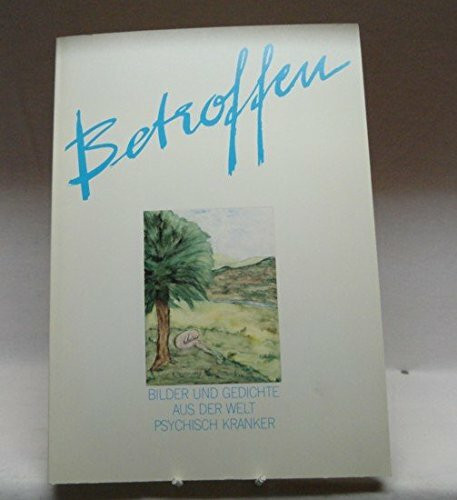 Betroffen
BILDER UND GEDICHTE
AUS DER WELT
PSYCHISCH KRANKER